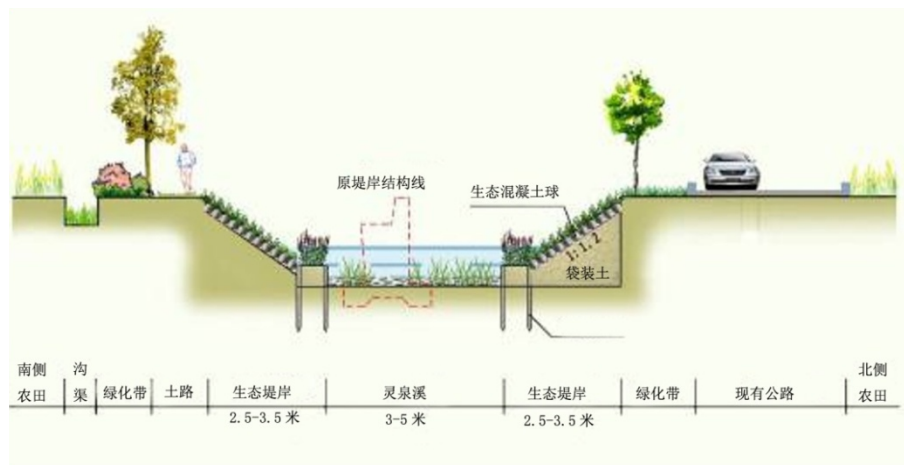 原堤岸结构线
生态混凝土球
1:1.2
袋装土
南侧
农田
沟
渠
绿化带
土路
生态堤岸
灵泉溪
生态堤岸
绿化带
现有公路
北侧
农田
2.5-3.5 米
3-5 米
2.5-3.5 米